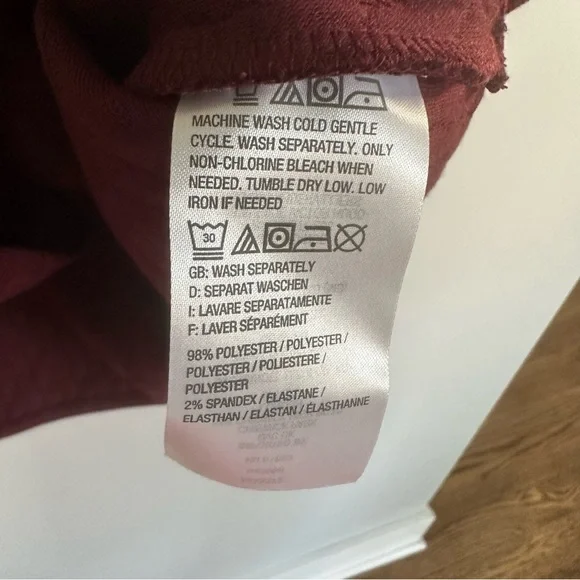 MACHINE WASH COLD GENTLE
CYCLE. WASH SEPARATELY. ONLY
NON-CHLORINE BLEACH WHEN
NEEDED. TUMBLE DRY LOW. LOW
IRON IF NEEDED
30
GB: WASH SEPARATELY
D: SEPARAT WASCHEN
I: LAVARE SEPARATAMENTE
F: LAVER SÉPARÉMENT
98% POLYESTER / POLYESTER /
POLYESTER / POLIESTERE /
POLYESTER
2% SPANDEX / ELASTANE /
ELASTHAN / ELASTAN / ÉLASTHANNE